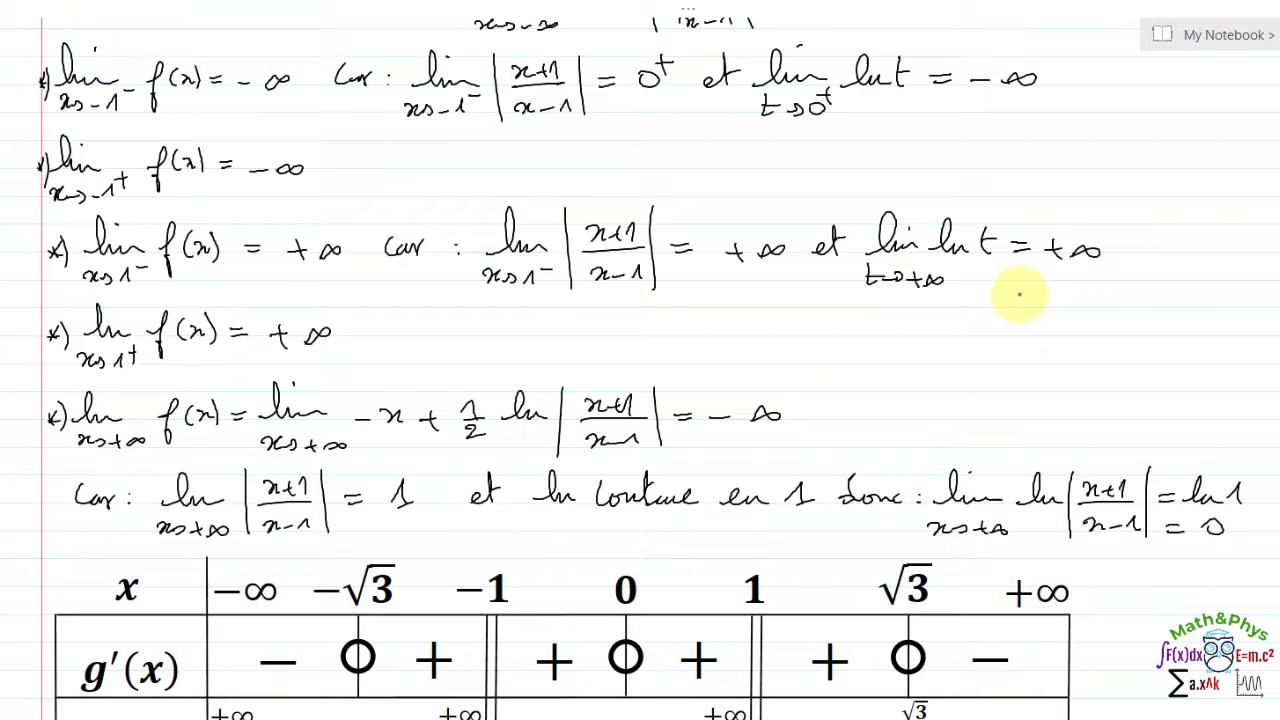 x→-∞ |x-1|
My Notebook >
*) lim x→-1⁻ f(x) = -∞ Car : lim x→-1⁻ |x+1/x-1| = 0⁺ et lim t→0⁺ ln t = -∞
*) lim x→-1⁺ f(x) = -∞
*) lim x→1⁻ f(x) = +∞ Car : lim x→1⁻ |x+1/x-1| = +∞ et lim t→+∞ ln t = +∞
*) lim x→1⁺ f(x) = +∞
*) lim x→+∞ f(x) = lim x→+∞ -x + 1/2 ln |x+1/x-1| = -∞
Car : lim x→+∞ |x+1/x-1| = 1 et ln continue en 1 donc : lim x→+∞ ln |x+1/x-1| = ln 1
= 0
x -∞ -√3 -1 0 1 √3 +∞
g'(x) - O + + O + + O -
+∞ +∞ +∞ √3
Math&Phys
∫F(x)dx E=m.c²
∑ a.x∧k